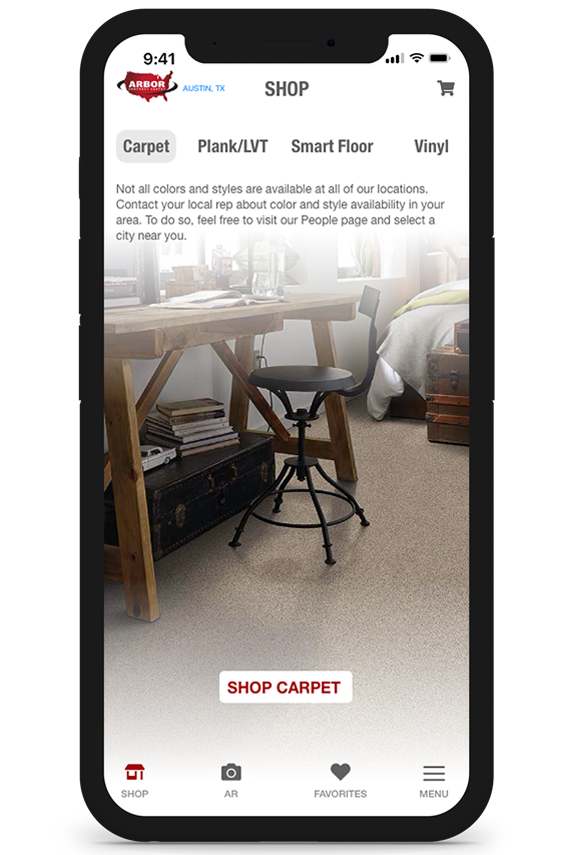 9:41
ARBOR
AUSTIN, TX
SHOP
Carpet
Plank/LVT
Smart Floor
Vinyl
Not all colors and styles are available at all of our locations.
Contact your local rep about color and style availability in your
area. To do so, feel free to visit our People page and select a
city near you.
SHOP CARPET
SHOP
AR
FAVORITES
MENU